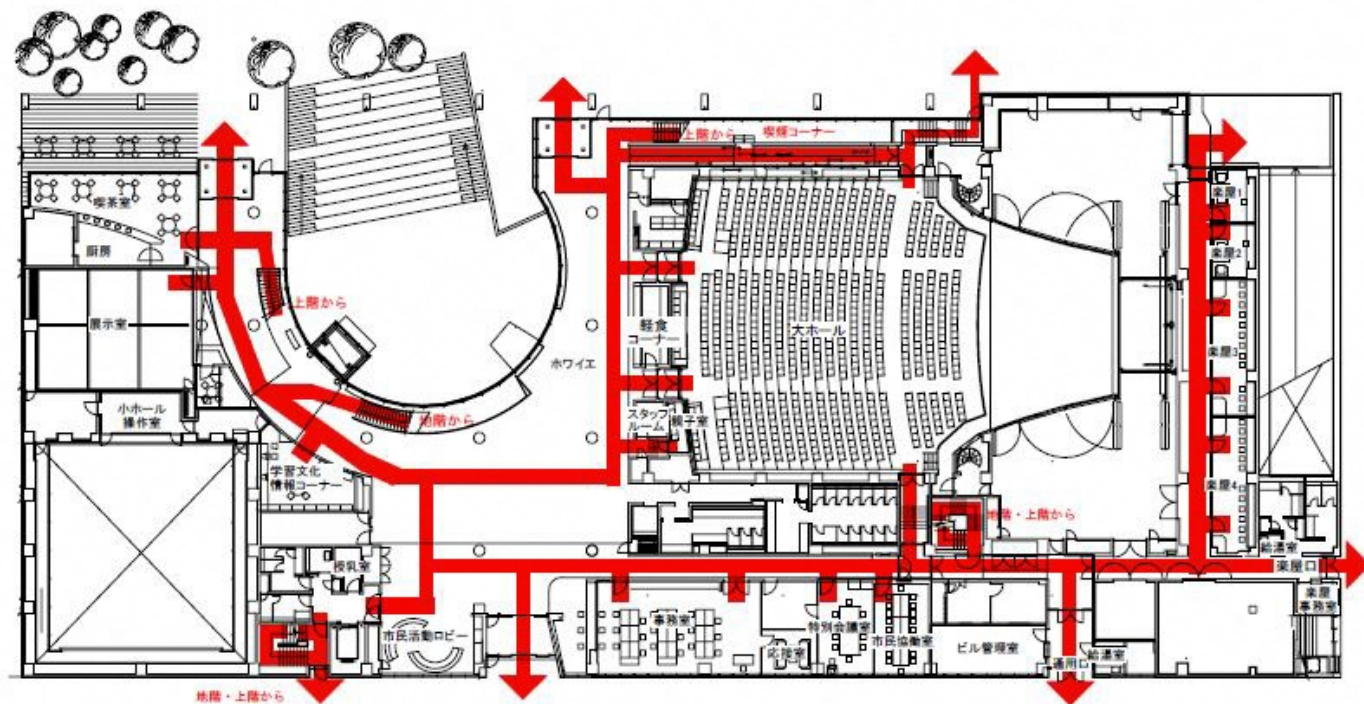 上階から
喫煙コーナー
喫茶室
楽屋1
厨房
楽屋2
上階から
展示室
軽食
コーナー
大ホール
楽屋3
ホワイエ
小ホール
操作室
地階から
スタッフ
ルーム
親子室
学習文化
情報コーナー
楽屋4
地階・上階から
給湯室
授乳室
楽屋口
楽屋
事務室
市民活動ロビー
事務室
特別会議室
市民協働室
応接室
ビル管理室
通用口
給湯室
地階・上階から